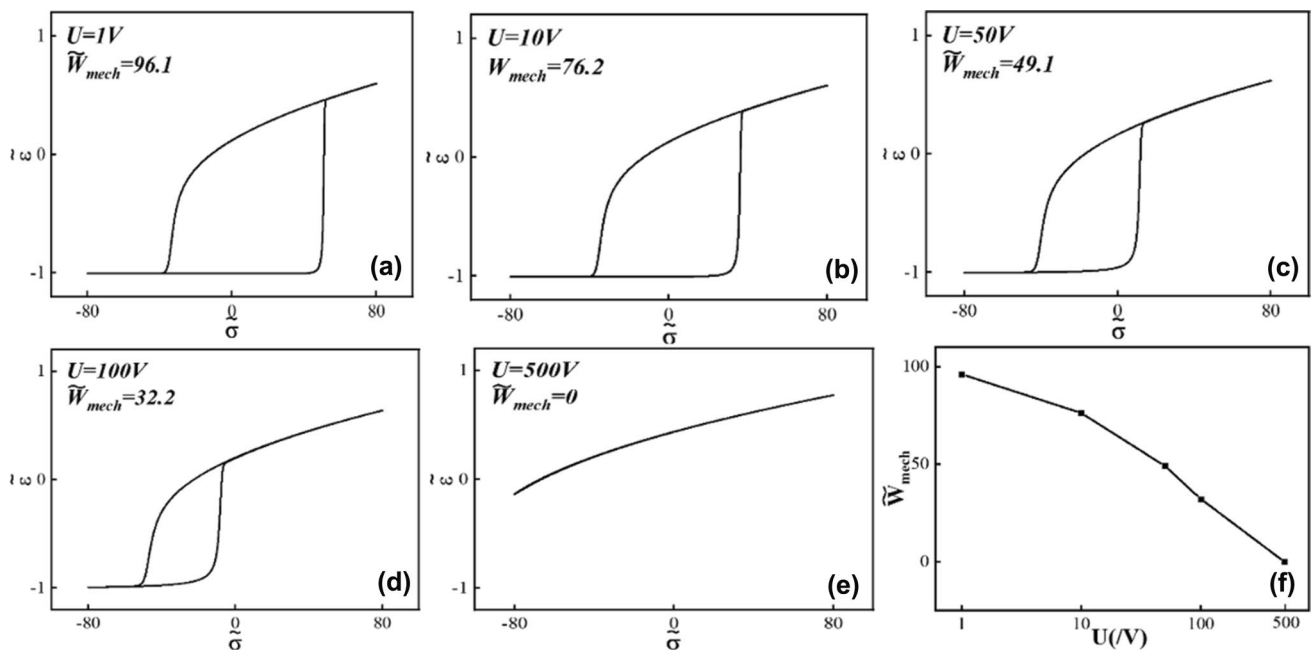 1
U=1V
W̃mech=96.1
ε̃
0
-1
(a)
-80
0
80
σ̃
1
U=10V
Wmech=76.2
ε̃
0
-1
(b)
-80
0
80
σ̃
1
U=50V
W̃mech=49.1
ε̃
0
-1
(c)
-80
0
80
σ̃
1
U=100V
W̃mech=32.2
ε̃
0
-1
(d)
-80
0
80
σ̃
1
U=500V
W̃mech=0
ε̃
0
-1
(e)
-80
0
80
σ̃
100
W̃mech
50
0
(f)
1
10
100
500
U(/V)